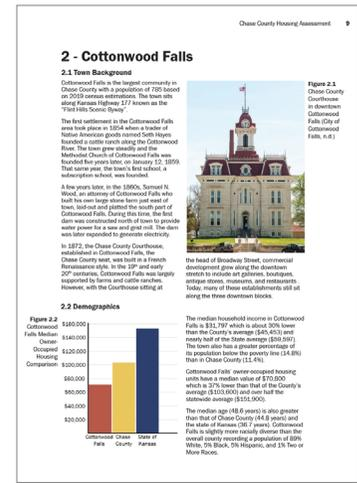 Chase County Housing Assessment 9
2 - Cottonwood Falls
2.1 Town Background
Cottonwood Falls is the largest community in
Chase County with a population of 785 based
on 2019 census estimations. The town sits
along Kansas Highway 177 known as the
"Flint Hills Scenic Byway".
The first settlement in the Cottonwood Falls
area took place in 1854 when a trader of
Native American goods named Seth Hayes
founded a cattle ranch along the Cottonwood
River. The town grew steadily and the
Methodist Church of Cottonwood Falls was
founded five years later, on January 12, 1859.
That same year, the town's first school, a
subscription school, was founded.
A few years later, in the 1860s, Samuel N.
Wood, an attorney of Cottonwood Falls who
built his own large stone farm just east of
town, laid-out and platted the south part of
Cottonwood Falls. During this time, the first
dam was constructed north of town to provide
water power for a saw and grist mill. The dam
was later expanded to generate electricity.
In 1872, the Chase County Courthouse,
established in Cottonwood Falls, the
Chase County seat, was built in a French
Renaissance style. In the 19th and early
20th centuries, Cottonwood Falls was largely
supported by farms and cattle ranches.
However, with the Courthouse sitting at
Figure 2.1
Chase County
Courthouse
in downtown
Cottonwood
Falls (City of
Cottonwood
Falls, n.d.)
the head of Broadway Street, commercial
development grew along the downtown
stretch to include art galleries, boutiques,
antique stores, museums, and restaurants.
Today, many of these establishments still sit
along the three downtown blocks.
2.2 Demographics
Figure 2.2
Cottonwood
Falls Median
Owner-
Occupied
Housing
Comparison
$160,000
$140,000
$120,000
$100,000
$80,000
$60,000
$40,000
$20,000
Cottonwood Falls
Chase County
State of Kansas
The median household income in Cottonwood
Falls is $31,797 which is about 30% lower
than the County's average ($45,453) and
nearly half of the State average ($59,597).
The town also has a greater percentage of
its population below the poverty line (14.8%)
than in Chase County (11.4%).
Cottonwood Falls' owner-occupied housing
units have a median value of $70,800
which is 37% lower than that of the County's
average ($103,600) and over half the
statewide average ($151,900).
The median age (48.6 years) is also greater
than that of Chase County (44.8 years) and
the state of Kansas (36.7 years). Cottonwood
Falls is slightly more racially diverse than the
overall county recording a population of 89%
White, 5% Black, 5% Hispanic, and 1% Two or
More Races.